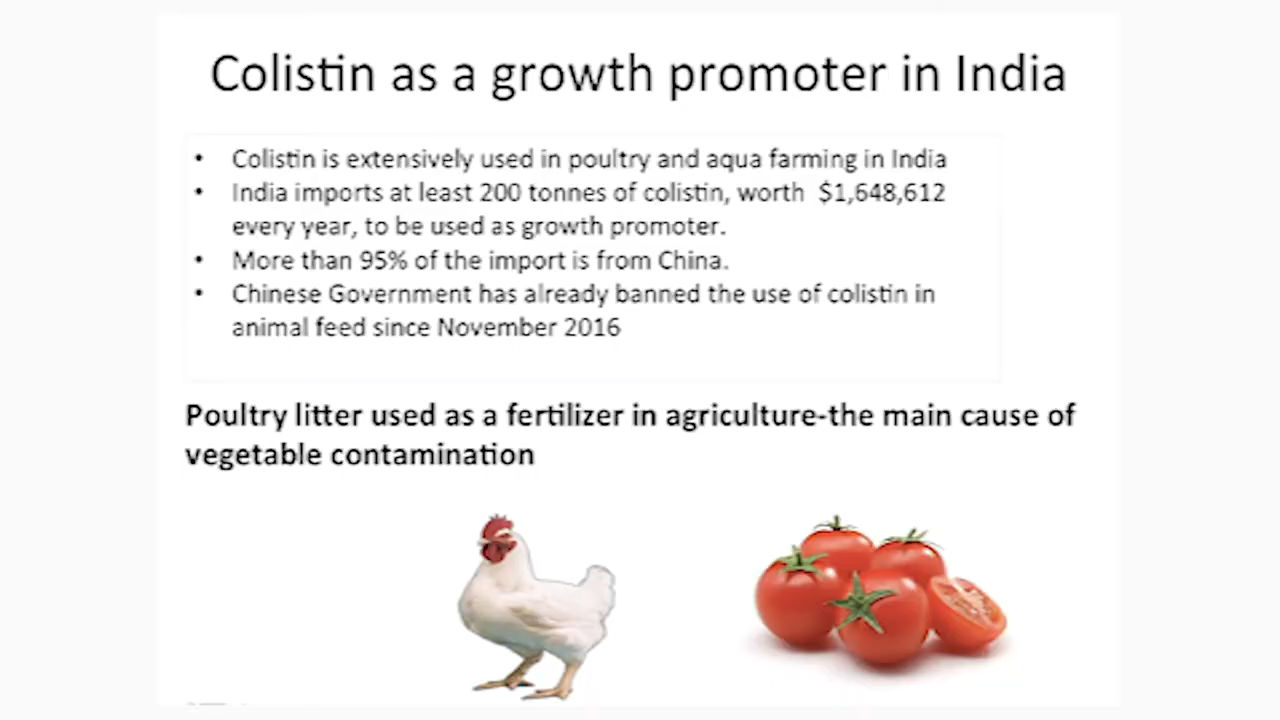 Colistin as a growth promoter in India
• Colistin is extensively used in poultry and aqua farming in India
• India imports at least 200 tonnes of colistin, worth $1,648,612
every year, to be used as growth promoter.
• More than 95% of the import is from China.
• Chinese Government has already banned the use of colistin in
animal feed since November 2016
Poultry litter used as a fertilizer in agriculture-the main cause of
vegetable contamination